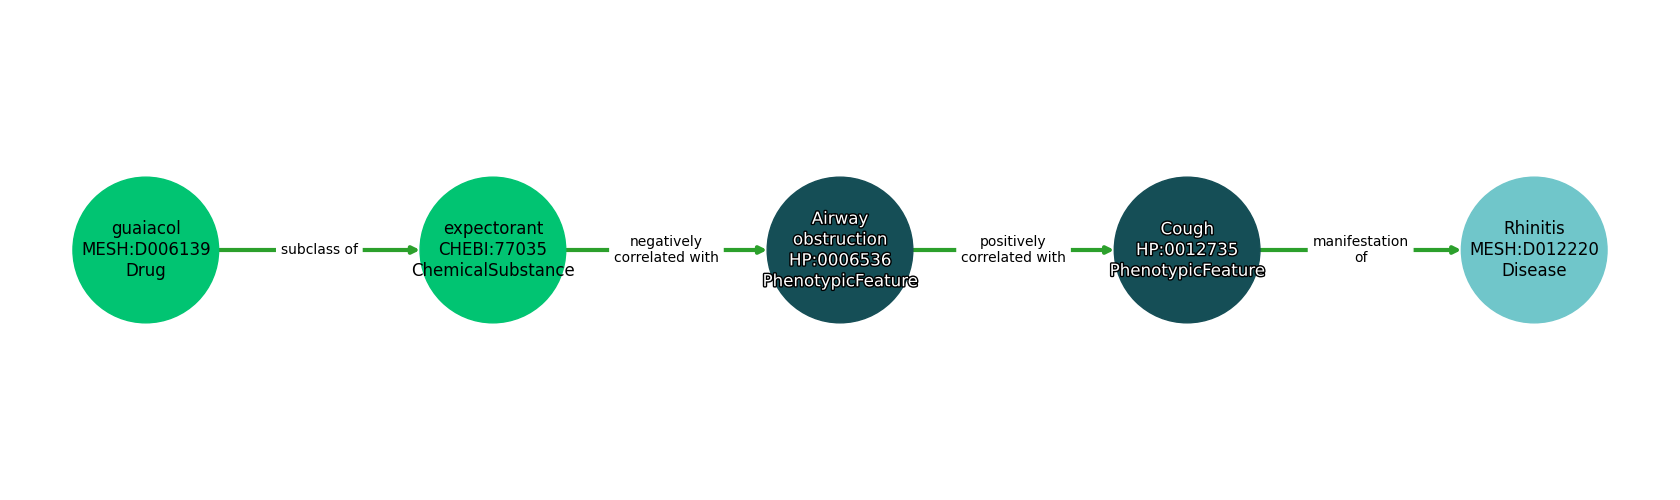 guaiacol
MESH:D006139
Drug
subclass of
expectorant
CHEBI:77035
ChemicalSubstance
negatively
correlated with
Airway
obstruction
HP:0006536
PhenotypicFeature
positively
correlated with
Cough
HP:0012735
PhenotypicFeature
manifestation
of
Rhinitis
MESH:D012220
Disease